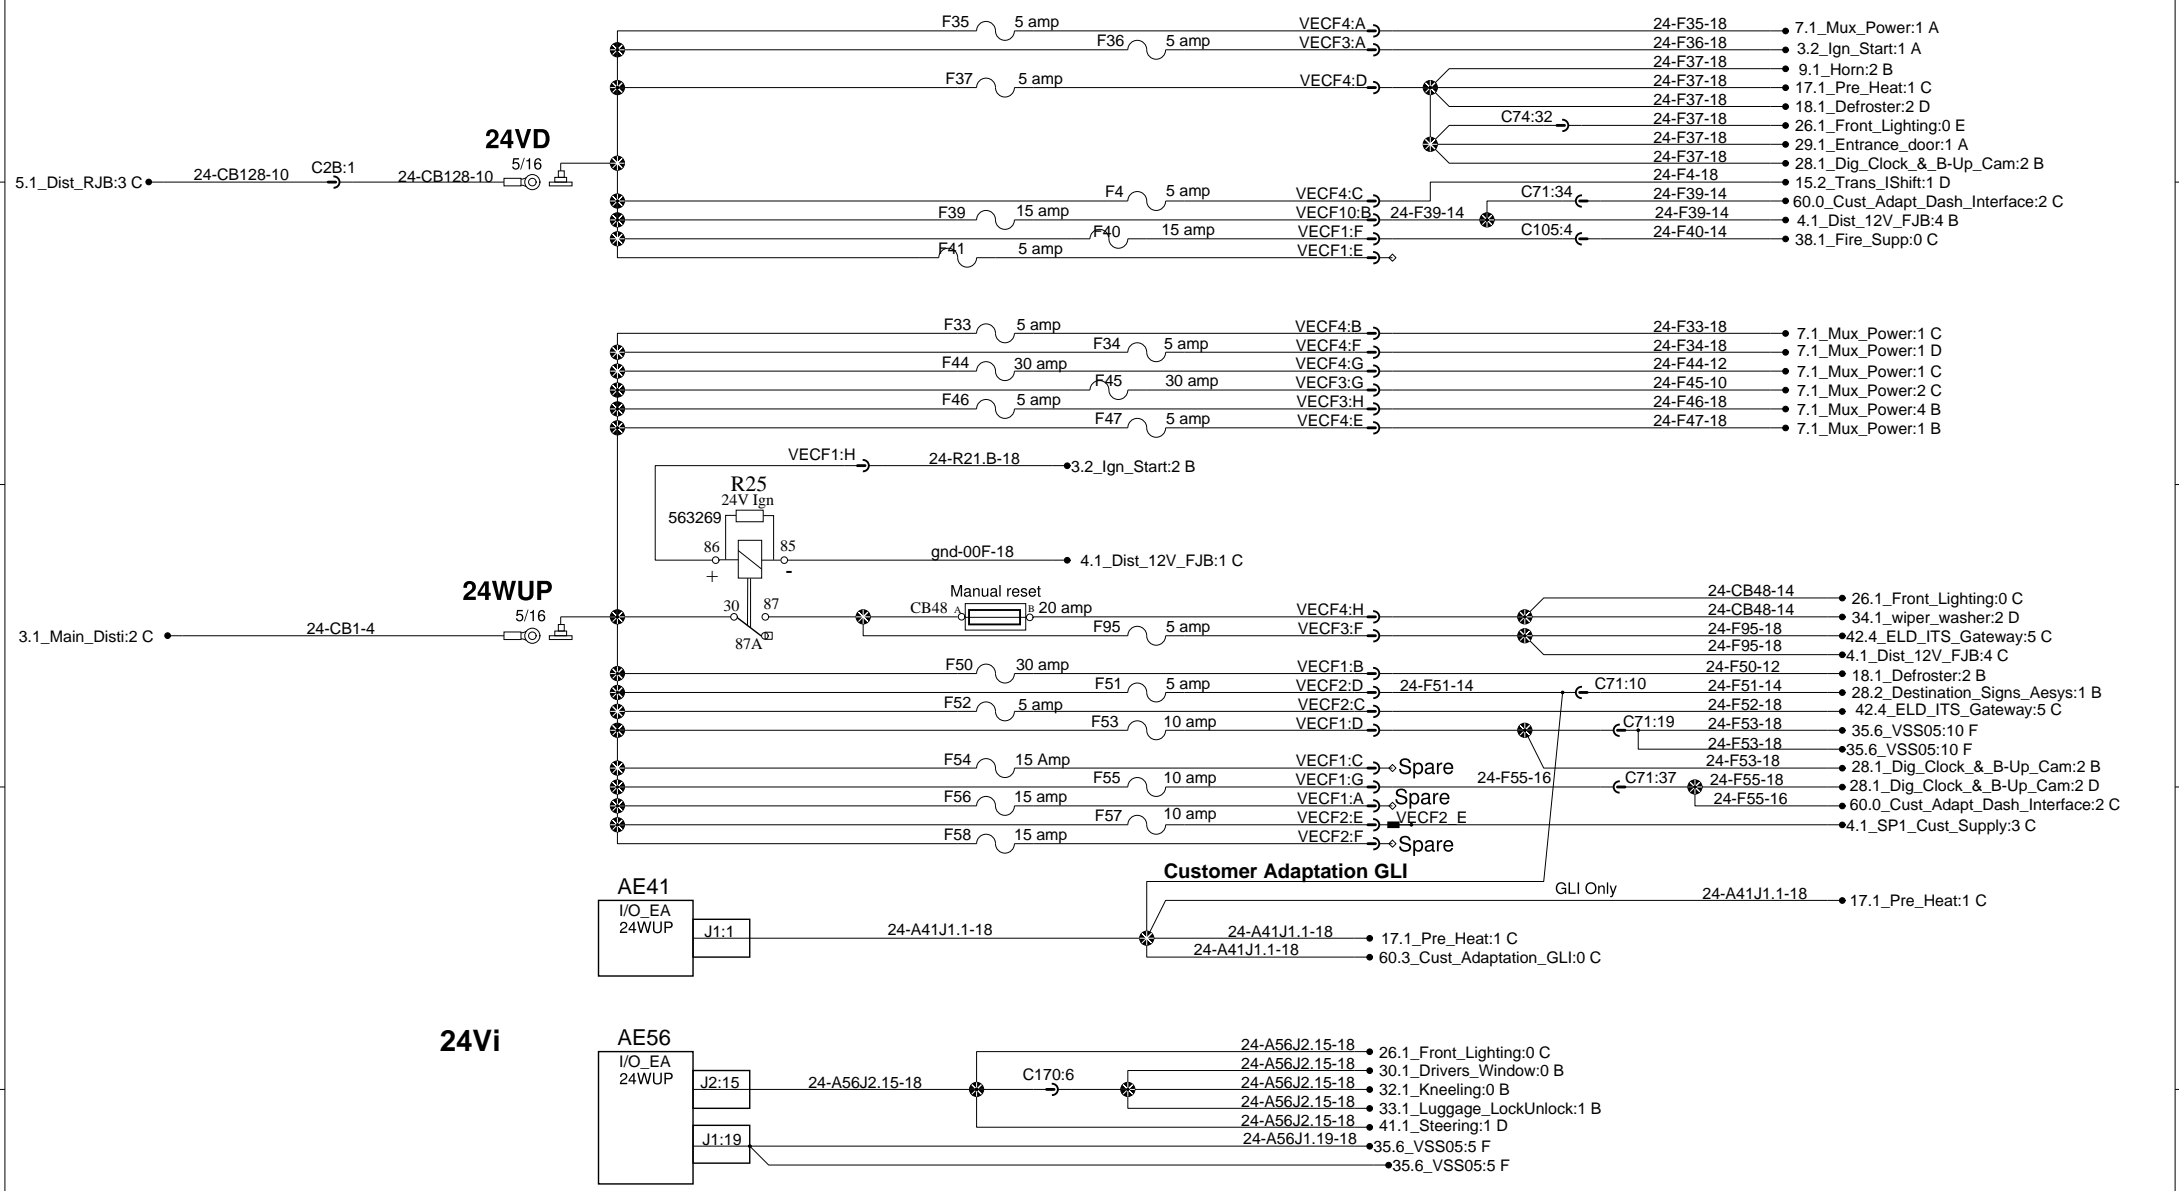 F35 5 amp VECF4:A 24-F35-18 7.1_Mux_Power:1 A
F36 5 amp VECF3:A 24-F36-18 3.2_Ign_Start:1 A
24-F37-18 9.1_Horn:2 B
F37 5 amp VECF4:D 24-F37-18 17.1_Pre_Heat:1 C
24-F37-18 18.1_Defroster:2 D
C74:32 24-F37-18 26.1_Front_Lighting:0 E
24-F37-18 29.1_Entrance_door:1 A
24VD
5/16
24-F37-18 28.1_Dig_Clock_&_B-Up_Cam:2 B
5.1_Dist_RJB:3 C 24-CB128-10 C2B:1 24-CB128-10
24-F4-18 15.2_Trans_IShift:1 D
F4 5 amp VECF4:C C71:34 24-F39-14 60.0_Cust_Adapt_Dash_Interface:2 C
F39 15 amp VECF10:B 24-F39-14 24-F39-14 4.1_Dist_12V_FJB:4 B
F40 15 amp VECF1:F C105:4 24-F40-14 38.1_Fire_Supp:0 C
F41 5 amp VECF1:E
F33 5 amp VECF4:B 24-F33-18 7.1_Mux_Power:1 C
F34 5 amp VECF4:F 24-F34-18 7.1_Mux_Power:1 D
F44 30 amp VECF4:G 24-F44-12 7.1_Mux_Power:1 C
F45 30 amp VECF3:G 24-F45-10 7.1_Mux_Power:2 C
F46 5 amp VECF3:H 24-F46-18 7.1_Mux_Power:4 B
F47 5 amp VECF4:E 24-F47-18 7.1_Mux_Power:1 B
VECF1:H 24-R21.B-18 3.2_Ign_Start:2 B
R25
24V Ign
563269
86 85 gnd-00F-18 4.1_Dist_12V_FJB:1 C
+ -
24WUP
5/16
3.1_Main_Disti:2 C 24-CB1-4
Manual reset
24-CB48-14 26.1_Front_Lighting:0 C
30 87 CB48 A B 20 amp VECF4:H 24-CB48-14 34.1_wiper_washer:2 D
87A F95 5 amp VECF3:F 24-F95-18 42.4_ELD_ITS_Gateway:5 C
24-F95-18 4.1_Dist_12V_FJB:4 C
F50 30 amp VECF1:B 24-F50-12 18.1_Defroster:2 B
F51 5 amp VECF2:D 24-F51-14 C71:10 24-F51-14 28.2_Destination_Signs_Aesys:1 B
F52 5 amp VECF2:C 24-F52-18 42.4_ELD_ITS_Gateway:5 C
F53 10 amp VECF1:D C71:19 24-F53-18 35.6_VSS05:10 F
24-F53-18 35.6_VSS05:10 F
F54 15 Amp VECF1:C Spare 24-F53-18 28.1_Dig_Clock_&_B-Up_Cam:2 B
F55 10 amp VECF1:G 24-F55-16 C71:37 24-F55-18 28.1_Dig_Clock_&_B-Up_Cam:2 D
F56 15 amp VECF1:A Spare 24-F55-16 60.0_Cust_Adapt_Dash_Interface:2 C
F57 10 amp VECF2:E VECF2_E 4.1_SP1_Cust_Supply:3 C
F58 15 amp VECF2:F Spare
Customer Adaptation GLI
GLI Only 24-A41J1.1-18 17.1_Pre_Heat:1 C
AE41
I/O_EA
24WUP
J1:1 24-A41J1.1-18 24-A41J1.1-18 17.1_Pre_Heat:1 C
24-A41J1.1-18 60.3_Cust_Adaptation_GLI:0 C
24Vi
AE56
I/O_EA
24WUP
24-A56J2.15-18 26.1_Front_Lighting:0 C
24-A56J2.15-18 30.1_Drivers_Window:0 B
J2:15 24-A56J2.15-18 C170:6 24-A56J2.15-18 32.1_Kneeling:0 B
24-A56J2.15-18 33.1_Luggage_LockUnlock:1 B
24-A56J2.15-18 41.1_Steering:1 D
J1:19 24-A56J1.19-18 35.6_VSS05:5 F
35.6_VSS05:5 F